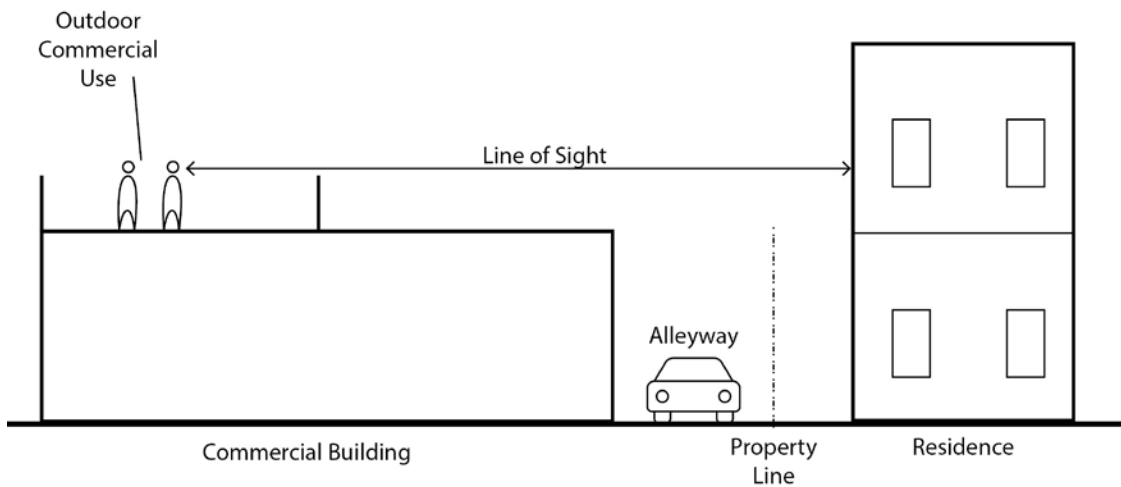 Outdoor
Commercial
Use
Line of Sight
Alleyway
Commercial Building
Property
Line
Residence